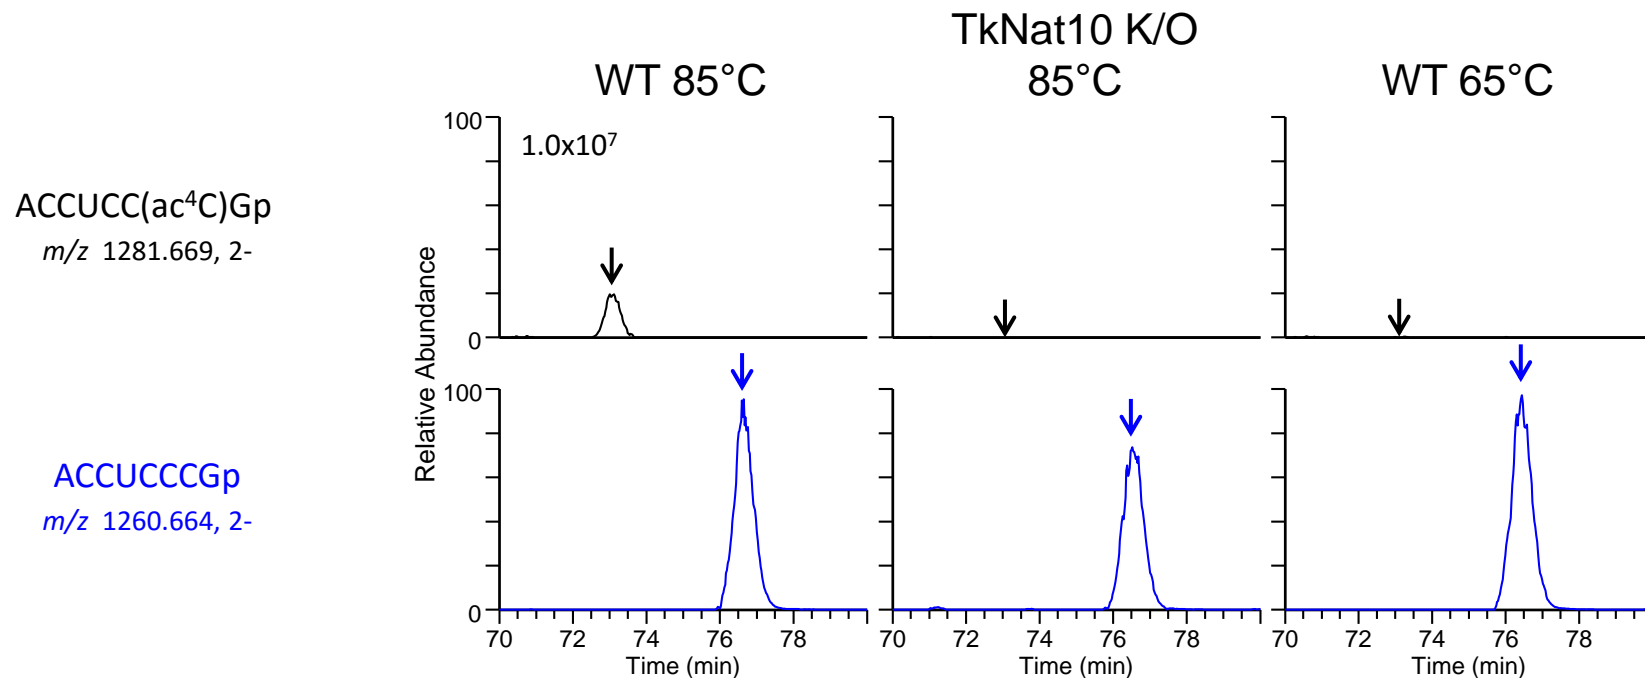 TkNat10 K/O
WT 85°C
85°C
WT 65°C
100
1.0x10⁷
ACCUCC(ac⁴C)Gp
m/z 1281.669, 2-
0
Relative Abundance
100
ACCUCCCGp
m/z 1260.664, 2-
0
70 72 74 76 78
70 72 74 76 78
70 72 74 76 78
Time (min)
Time (min)
Time (min)